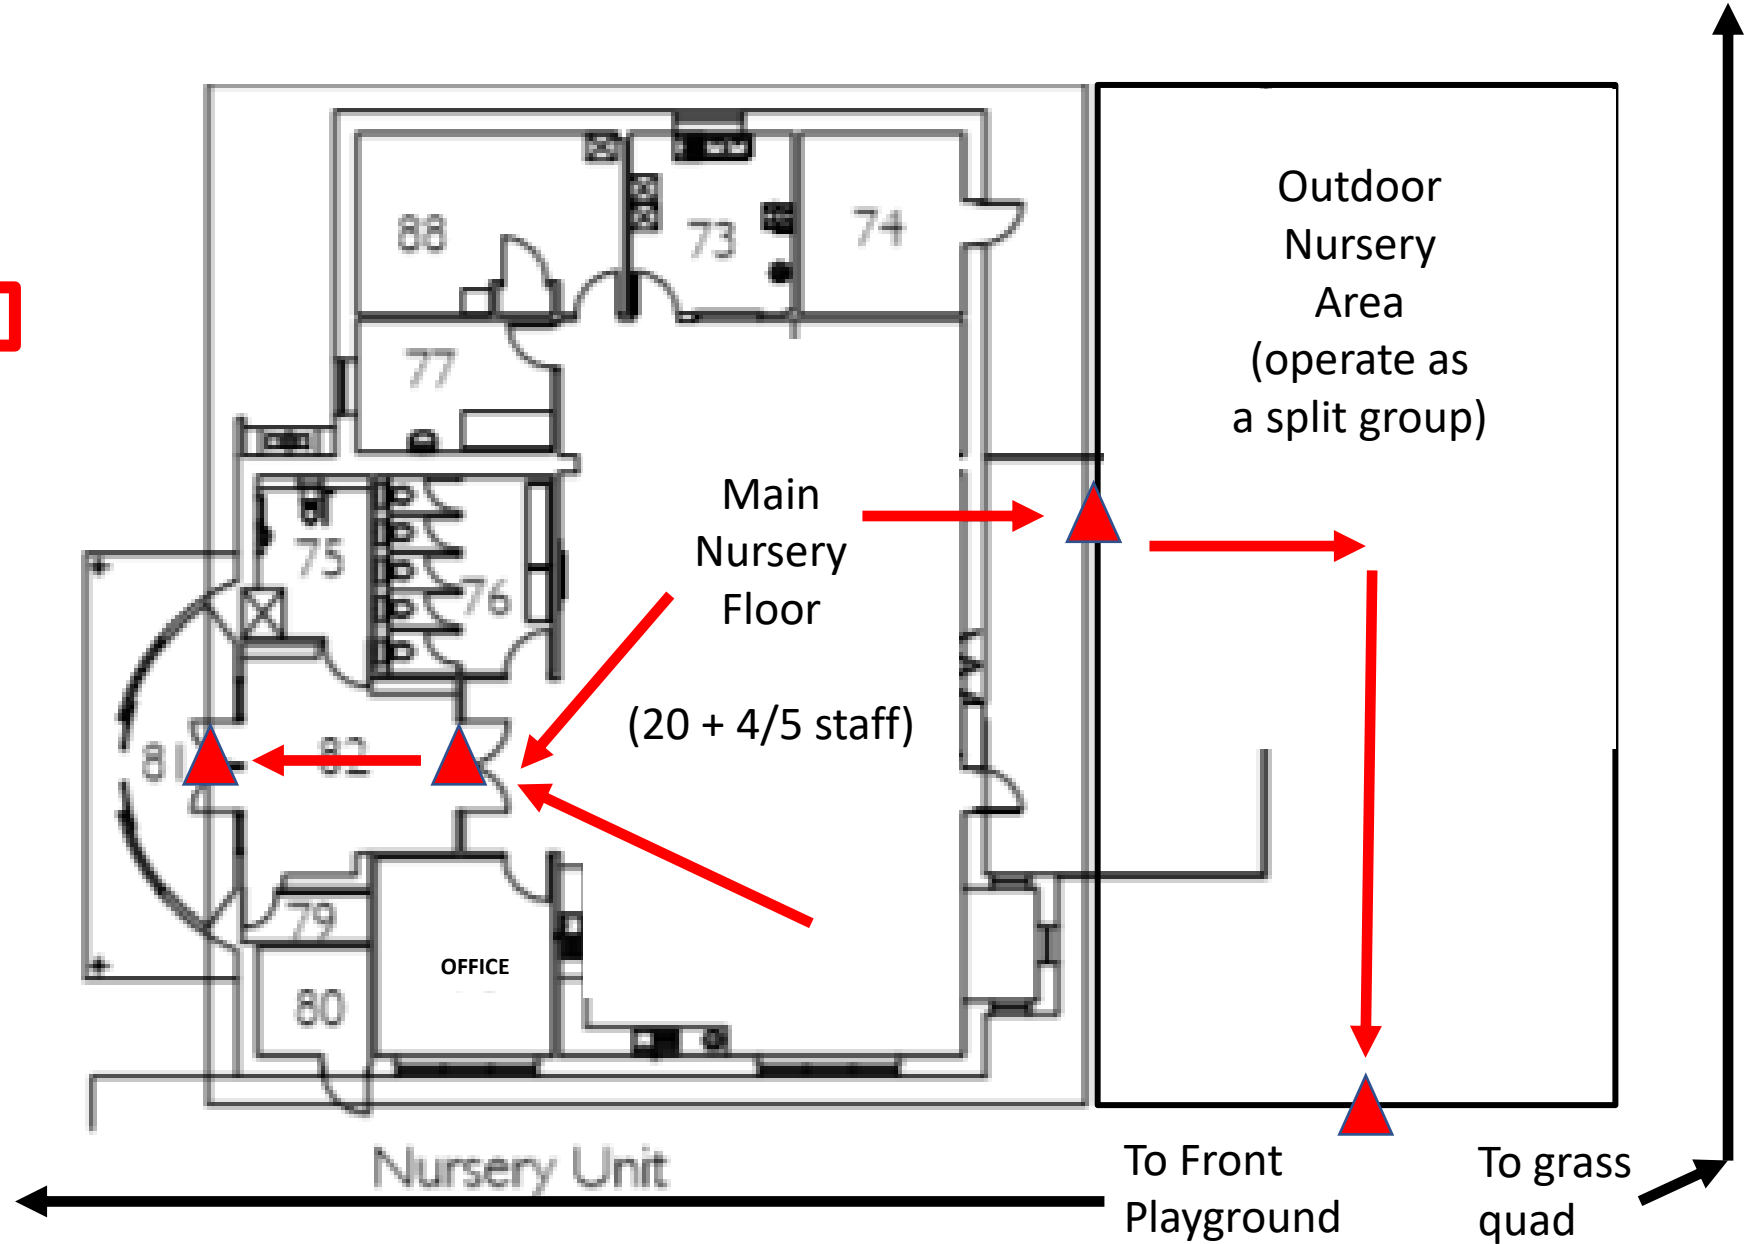 Outdoor
Nursery
Area
(operate as
a split group)
88
73
74
77
Main
Nursery
Floor
75
76
(20 + 4/5 staff)
81
82
79
OFFICE
80
Nursery Unit
To Front
Playground
To grass
quad